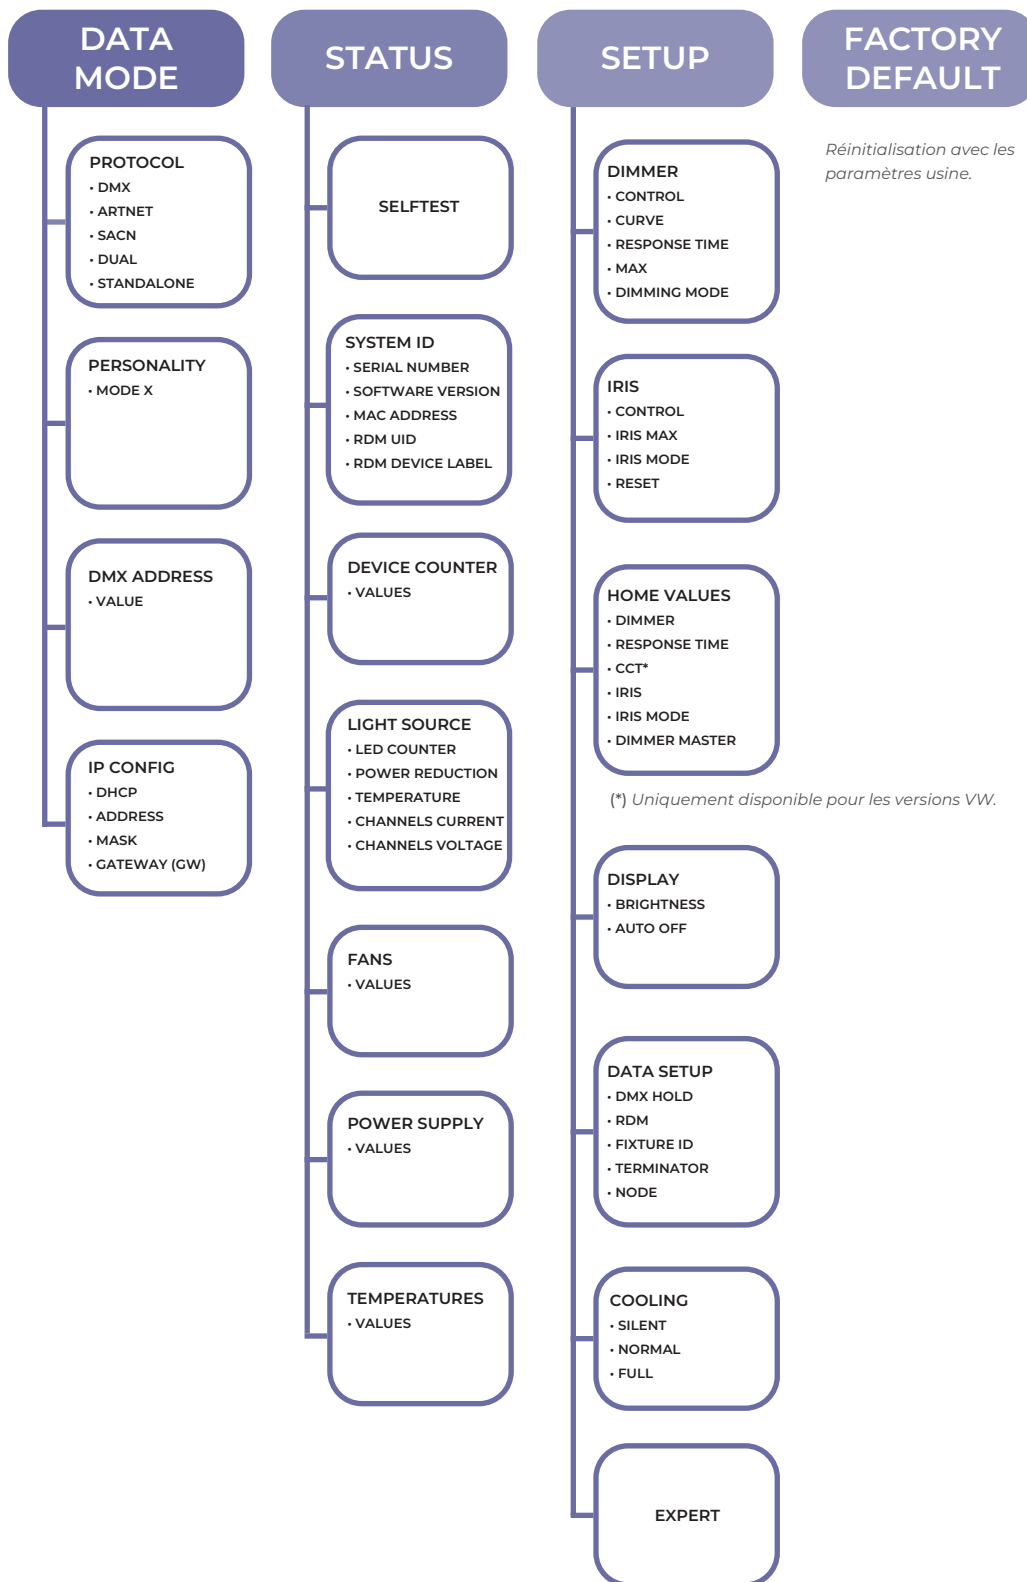 DATA
MODE
PROTOCOL
• DMX
• ARTNET
• SACN
• DUAL
• STANDALONE
PERSONALITY
• MODE X
DMX ADDRESS
• VALUE
IP CONFIG
• DHCP
• ADDRESS
• MASK
• GATEWAY (GW)
STATUS
SELFTEST
SYSTEM ID
• SERIAL NUMBER
• SOFTWARE VERSION
• MAC ADDRESS
• RDM UID
• RDM DEVICE LABEL
DEVICE COUNTER
• VALUES
LIGHT SOURCE
• LED COUNTER
• POWER REDUCTION
• TEMPERATURE
• CHANNELS CURRENT
• CHANNELS VOLTAGE
FANS
• VALUES
POWER SUPPLY
• VALUES
TEMPERATURES
• VALUES
SETUP
DIMMER
• CONTROL
• CURVE
• RESPONSE TIME
• MAX
• DIMMING MODE
IRIS
• CONTROL
• IRIS MAX
• IRIS MODE
• RESET
HOME VALUES
• DIMMER
• RESPONSE TIME
• CCT*
• IRIS
• IRIS MODE
• DIMMER MASTER
(*) Uniquement disponible pour les versions VW.
DISPLAY
• BRIGHTNESS
• AUTO OFF
DATA SETUP
• DMX HOLD
• RDM
• FIXTURE ID
• TERMINATOR
• NODE
COOLING
• SILENT
• NORMAL
• FULL
EXPERT
FACTORY
DEFAULT
Réinitialisation avec les
paramètres usine.